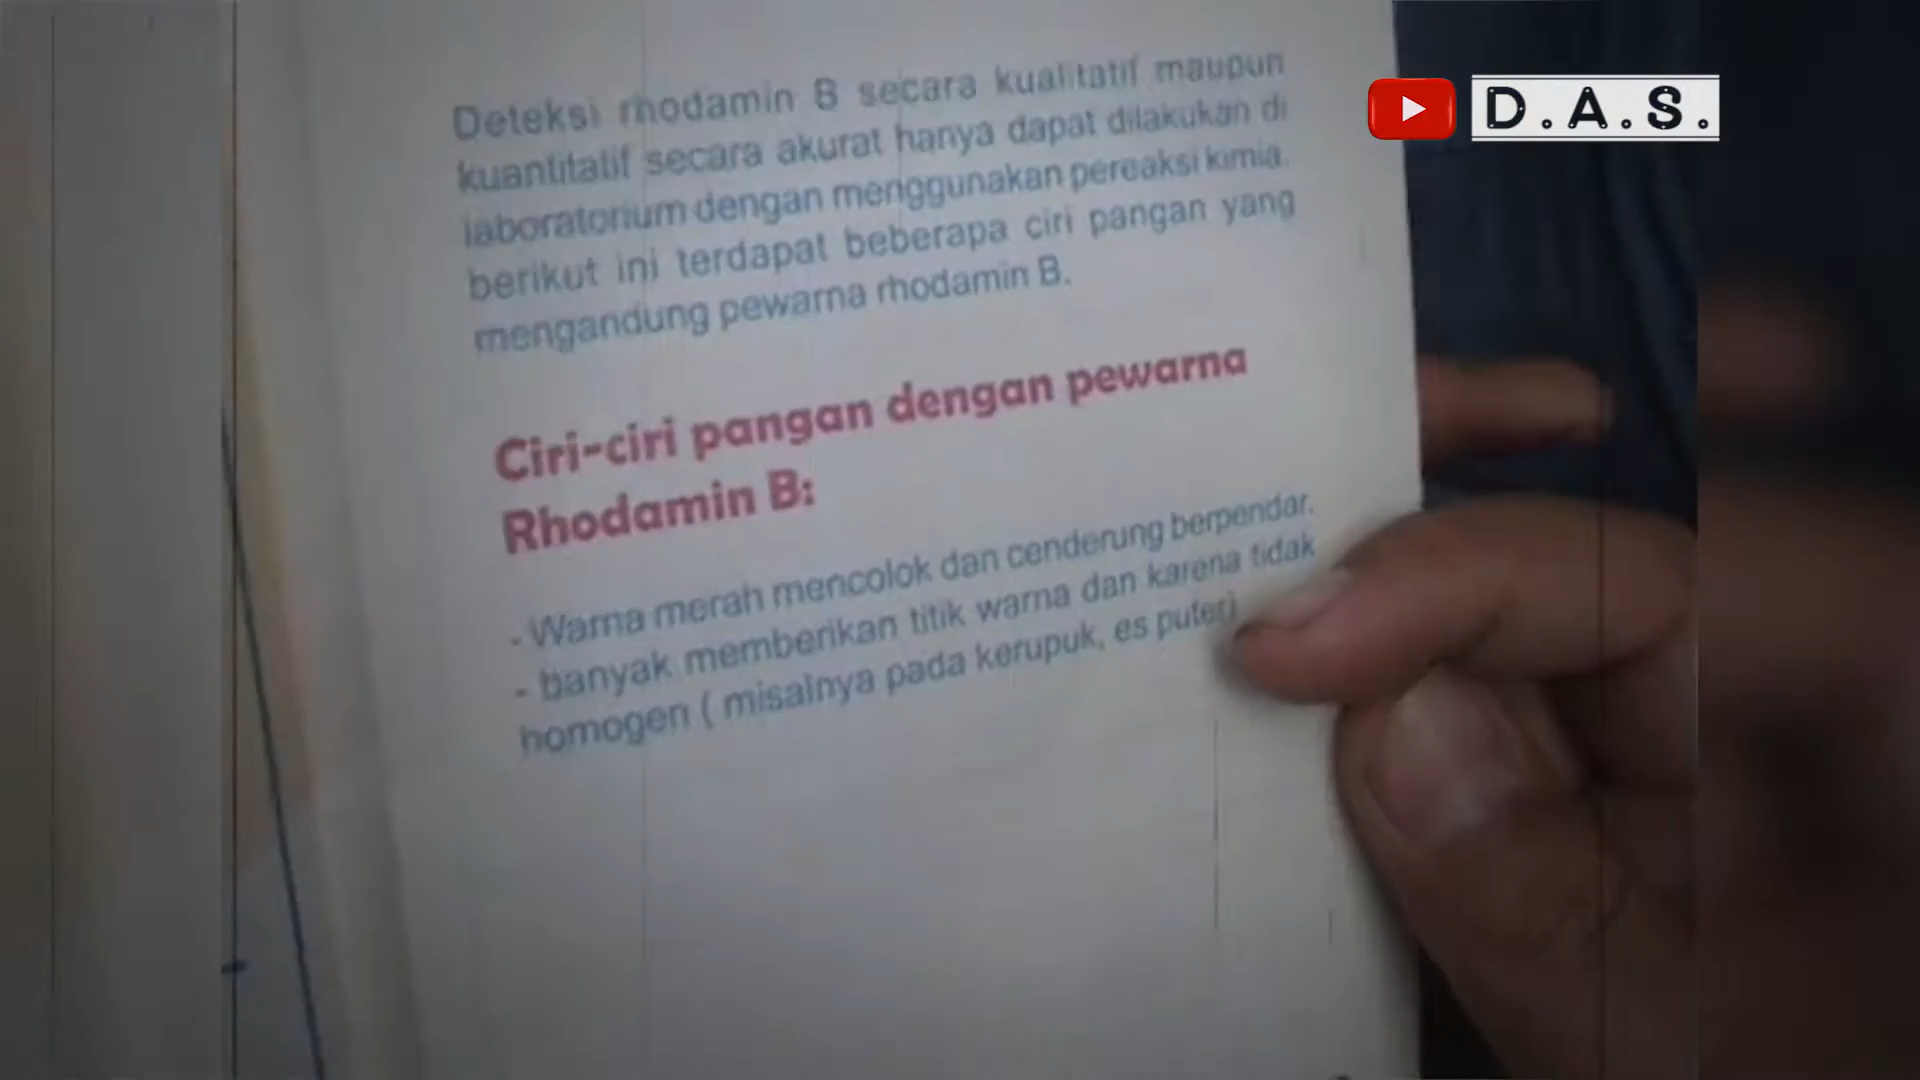 Deteksi rhodamin B secara kualitatif maupun
kuantitatif secara akurat hanya dapat dilakukan di
laboratorium dengan menggunakan pereaksi kimia.
berikut ini terdapat beberapa ciri pangan yang
mengandung pewarna rhodamin B.
Ciri-ciri pangan dengan pewarna
Rhodamin B:
- Warna merah mencolok dan cenderung berpendar.
- banyak memberikan titik warna dan karena tidak
homogen ( misalnya pada kerupuk, es puter)
D.A.S.